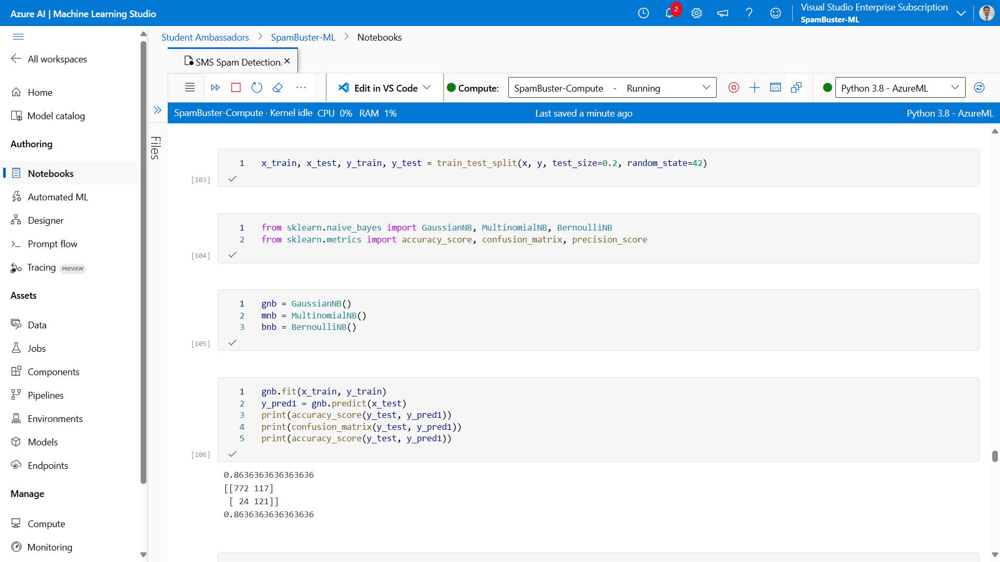 Azure AI | Machine Learning Studio
2
Visual Studio Enterprise Subscription
SpamBuster-ML
All workspaces
Home
Model catalog
Authoring
Notebooks
Automated ML
Designer
Prompt flow
Tracing PREVIEW
Assets
Data
Jobs
Components
Pipelines
Environments
Models
Endpoints
Manage
Compute
Monitoring
Student Ambassadors > SpamBuster-ML > Notebooks
SMS Spam Detection.
Edit in VS Code
Compute: SpamBuster-Compute - Running
Python 3.8 - AzureML
SpamBuster-Compute · Kernel idle CPU 0% RAM 1%
Last saved a minute ago
Python 3.8 - AzureML
Files
1 x_train, x_test, y_train, y_test = train_test_split(x, y, test_size=0.2, random_state=42)
[103]
1 from sklearn.naive_bayes import GaussianNB, MultinomialNB, BernoulliNB
2 from sklearn.metrics import accuracy_score, confusion_matrix, precision_score
[104]
1 gnb = GaussianNB()
2 mnb = MultinomialNB()
3 bnb = BernoulliNB()
[105]
1 gnb.fit(x_train, y_train)
2 y_pred1 = gnb.predict(x_test)
3 print(accuracy_score(y_test, y_pred1))
4 print(confusion_matrix(y_test, y_pred1))
5 print(accuracy_score(y_test, y_pred1))
[106]
0.8636363636363636
[[772 117]
[ 24 121]]
0.8636363636363636